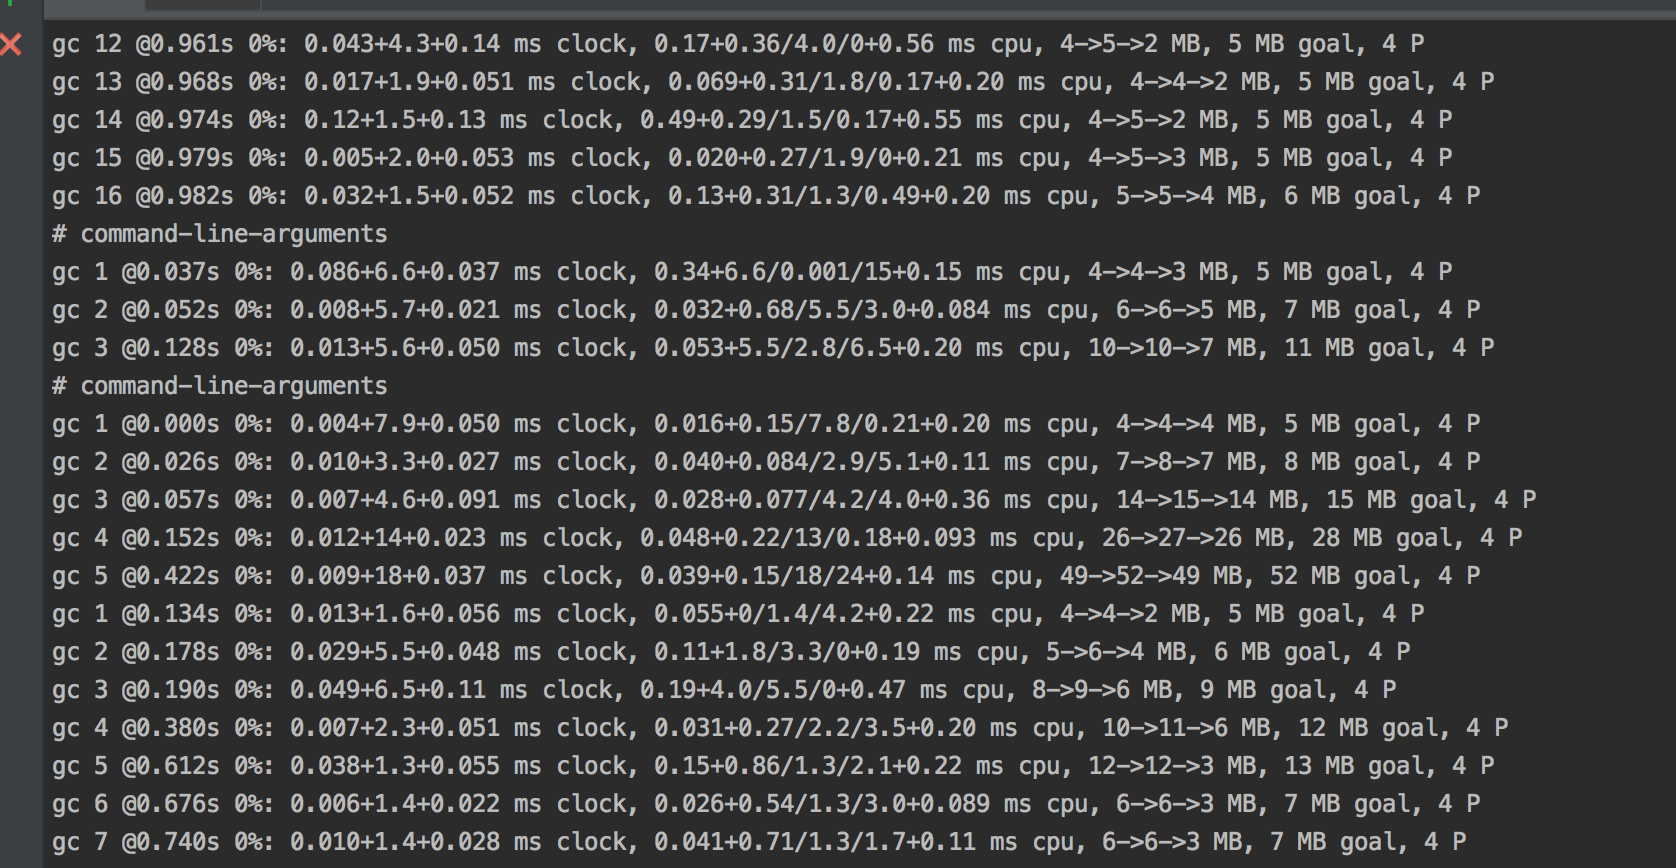 gc 12 @0.961s 0%: 0.043+4.3+0.14 ms clock, 0.17+0.36/4.0/0+0.56 ms cpu, 4->5->2 MB, 5 MB goal, 4 P
gc 13 @0.968s 0%: 0.017+1.9+0.051 ms clock, 0.069+0.31/1.8/0.17+0.20 ms cpu, 4->4->2 MB, 5 MB goal, 4 P
gc 14 @0.974s 0%: 0.12+1.5+0.13 ms clock, 0.49+0.29/1.5/0.17+0.55 ms cpu, 4->5->2 MB, 5 MB goal, 4 P
gc 15 @0.979s 0%: 0.005+2.0+0.053 ms clock, 0.020+0.27/1.9/0+0.21 ms cpu, 4->5->3 MB, 5 MB goal, 4 P
gc 16 @0.982s 0%: 0.032+1.5+0.052 ms clock, 0.13+0.31/1.3/0.49+0.20 ms cpu, 5->5->4 MB, 6 MB goal, 4 P
# command-line-arguments
gc 1 @0.037s 0%: 0.086+6.6+0.037 ms clock, 0.34+6.6/0.001/15+0.15 ms cpu, 4->4->3 MB, 5 MB goal, 4 P
gc 2 @0.052s 0%: 0.008+5.7+0.021 ms clock, 0.032+0.68/5.5/3.0+0.084 ms cpu, 6->6->5 MB, 7 MB goal, 4 P
gc 3 @0.128s 0%: 0.013+5.6+0.050 ms clock, 0.053+5.5/2.8/6.5+0.20 ms cpu, 10->10->7 MB, 11 MB goal, 4 P
# command-line-arguments
gc 1 @0.000s 0%: 0.004+7.9+0.050 ms clock, 0.016+0.15/7.8/0.21+0.20 ms cpu, 4->4->4 MB, 5 MB goal, 4 P
gc 2 @0.026s 0%: 0.010+3.3+0.027 ms clock, 0.040+0.084/2.9/5.1+0.11 ms cpu, 7->8->7 MB, 8 MB goal, 4 P
gc 3 @0.057s 0%: 0.007+4.6+0.091 ms clock, 0.028+0.077/4.2/4.0+0.36 ms cpu, 14->15->14 MB, 15 MB goal, 4 P
gc 4 @0.152s 0%: 0.012+14+0.023 ms clock, 0.048+0.22/13/0.18+0.093 ms cpu, 26->27->26 MB, 28 MB goal, 4 P
gc 5 @0.422s 0%: 0.009+18+0.037 ms clock, 0.039+0.15/18/24+0.14 ms cpu, 49->52->49 MB, 52 MB goal, 4 P
gc 1 @0.134s 0%: 0.013+1.6+0.056 ms clock, 0.055+0/1.4/4.2+0.22 ms cpu, 4->4->2 MB, 5 MB goal, 4 P
gc 2 @0.178s 0%: 0.029+5.5+0.048 ms clock, 0.11+1.8/3.3/0+0.19 ms cpu, 5->6->4 MB, 6 MB goal, 4 P
gc 3 @0.190s 0%: 0.049+6.5+0.11 ms clock, 0.19+4.0/5.5/0+0.47 ms cpu, 8->9->6 MB, 9 MB goal, 4 P
gc 4 @0.380s 0%: 0.007+2.3+0.051 ms clock, 0.031+0.27/2.2/3.5+0.20 ms cpu, 10->11->6 MB, 12 MB goal, 4 P
gc 5 @0.612s 0%: 0.038+1.3+0.055 ms clock, 0.15+0.86/1.3/2.1+0.22 ms cpu, 12->12->3 MB, 13 MB goal, 4 P
gc 6 @0.676s 0%: 0.006+1.4+0.022 ms clock, 0.026+0.54/1.3/3.0+0.089 ms cpu, 6->6->3 MB, 7 MB goal, 4 P
gc 7 @0.740s 0%: 0.010+1.4+0.028 ms clock, 0.041+0.71/1.3/1.7+0.11 ms cpu, 6->6->3 MB, 7 MB goal, 4 P